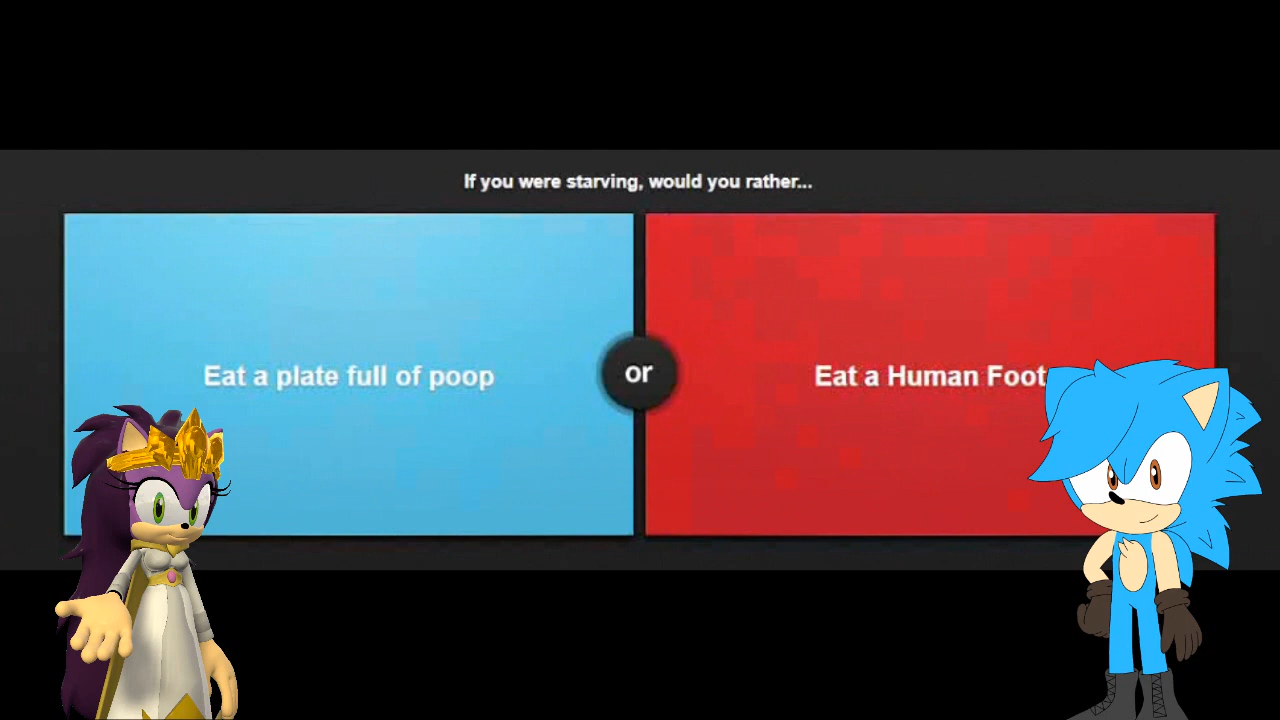 If you were starving, would you rather...
Eat a plate full of poop
or
Eat a Human Foot